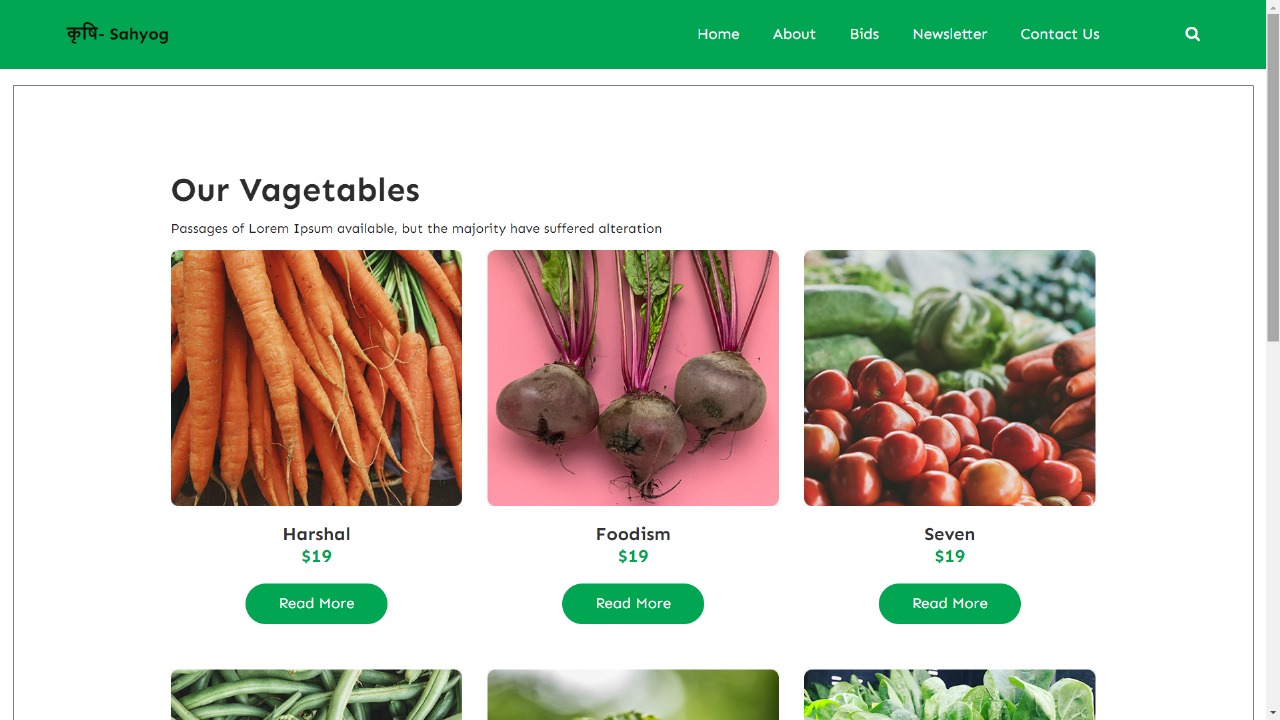 कृषि- Sahyog
Home About Bids Newsletter Contact Us
Our Vagetables
Passages of Lorem Ipsum available, but the majority have suffered alteration
Harshal
$19
Read More
Foodism
$19
Read More
Seven
$19
Read More